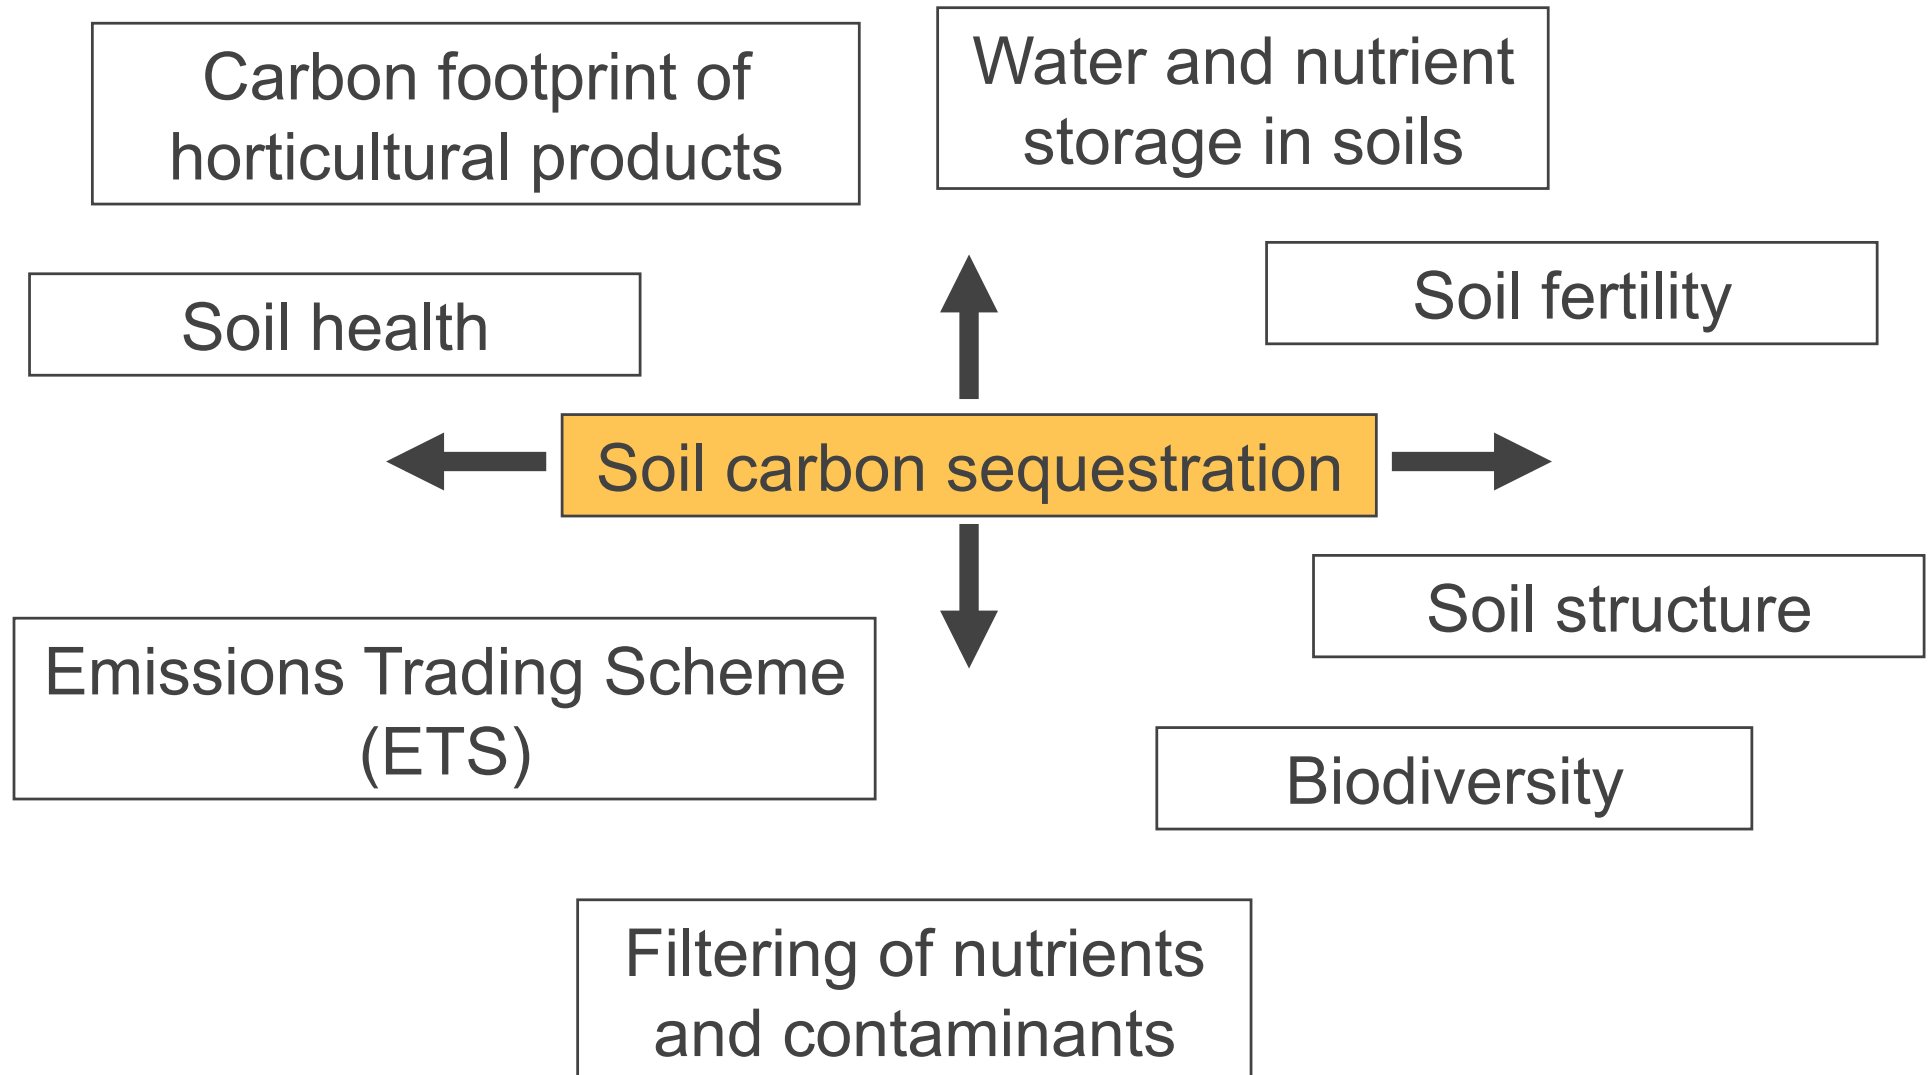 Carbon footprint of
horticultural products
Water and nutrient
storage in soils
Soil health
Soil fertility
Soil carbon sequestration
Soil structure
Emissions Trading Scheme
(ETS)
Biodiversity
Filtering of nutrients
and contaminants